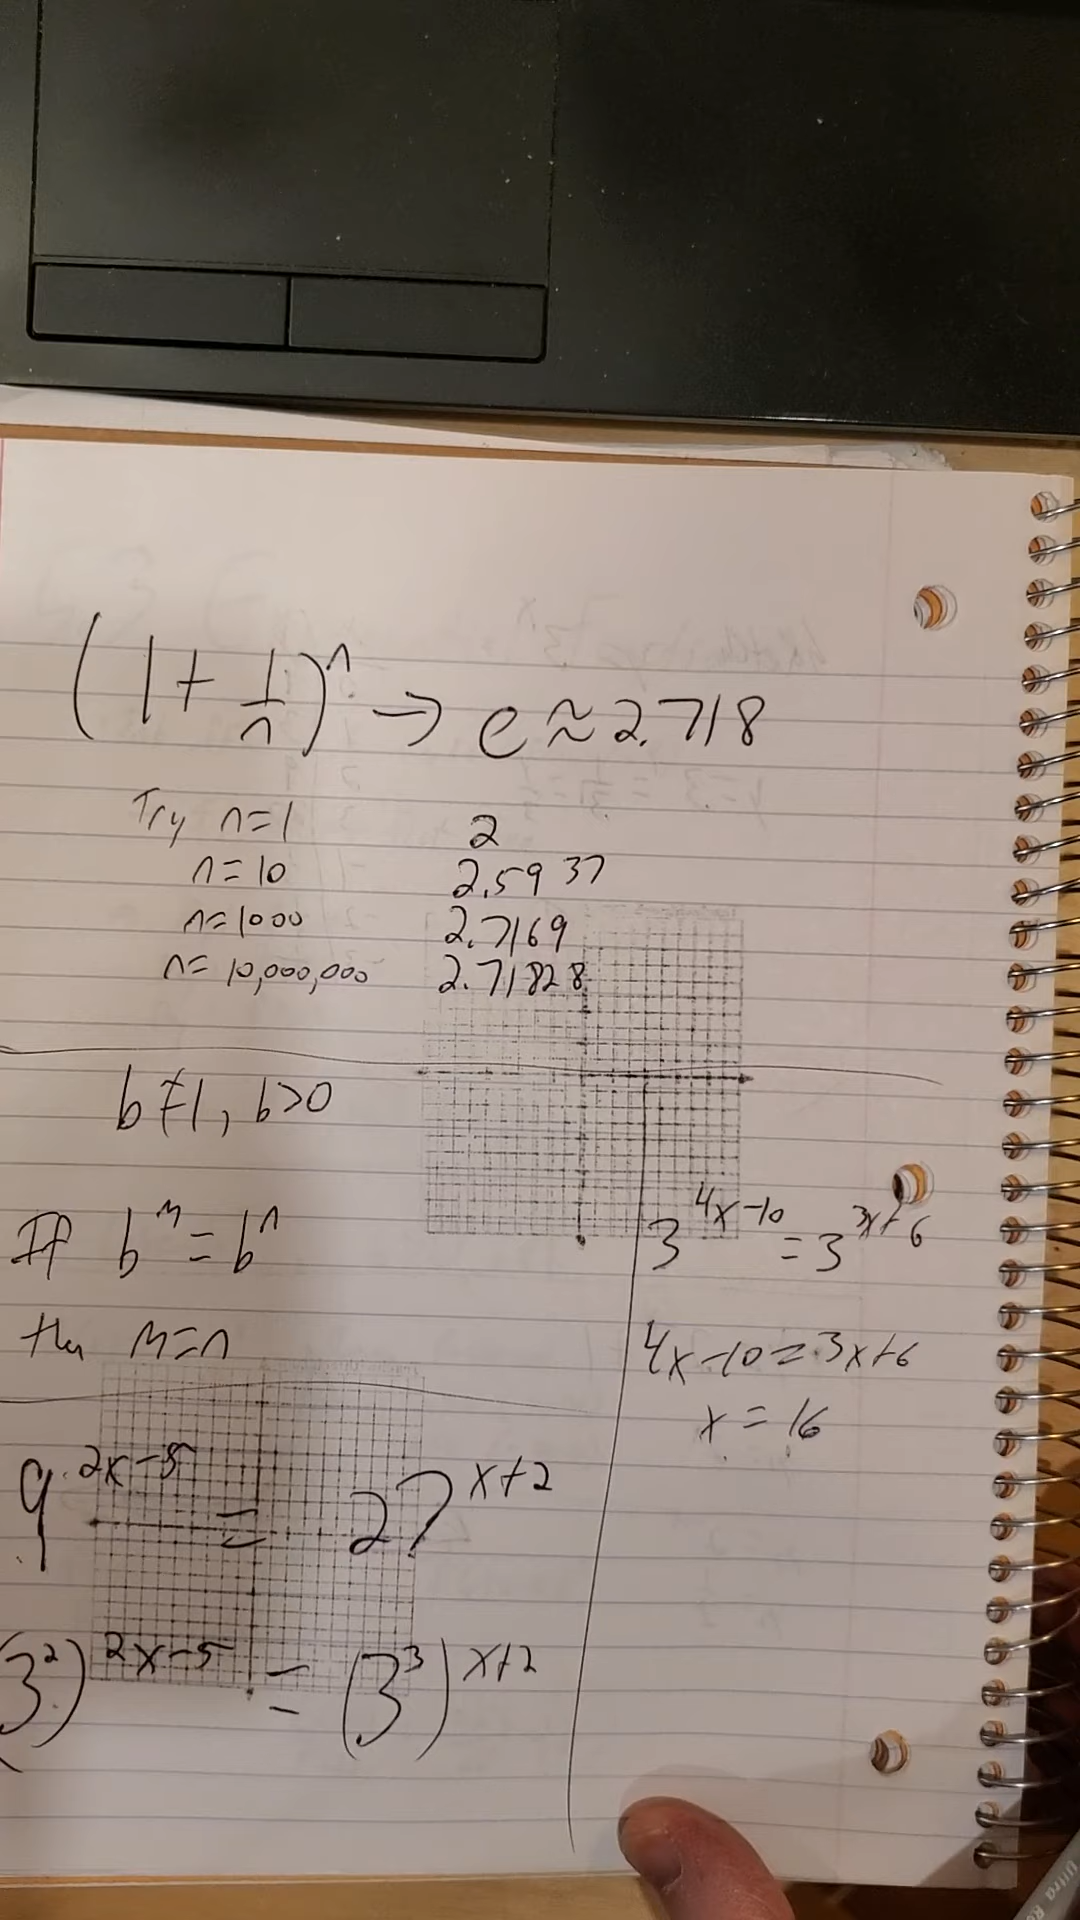 (1 + 1/n)^n → e ≈ 2.718
Try n=1 2
n=10 2.5937
n=1000 2.7169
n=10,000,000 2.71828
b≠1, b>0
If b^m = b^n
then m=n
9^(2x-5) = 27^(x+2)
(3^2)^(2x-5) = (3^3)^(x+2)
3^(4x-10) = 3^(3x+6)
4x-10=3x+6
x = 16
Ultra